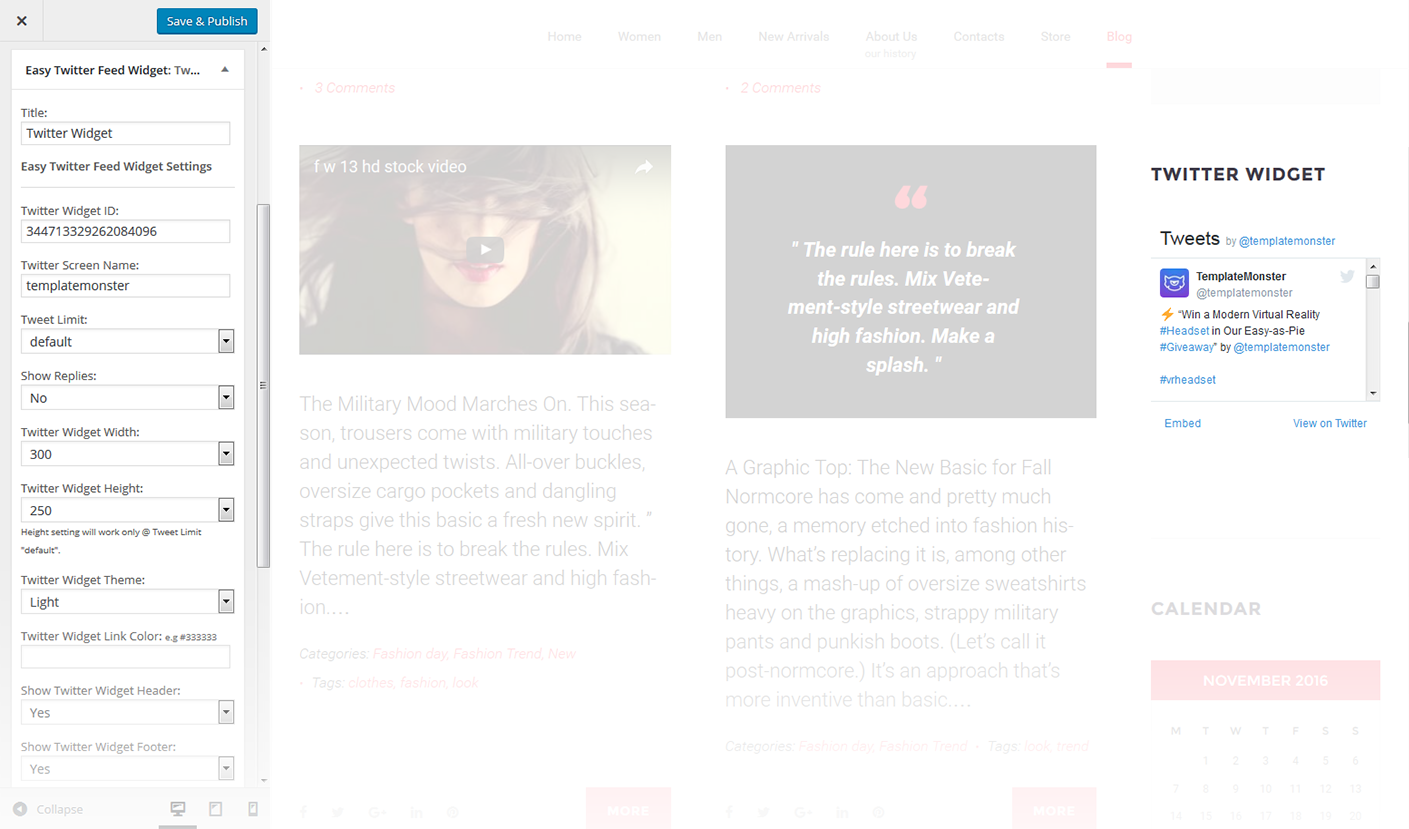 Save & Publish
Easy Twitter Feed Widget: Tw...
Title:
Twitter Widget
Easy Twitter Feed Widget Settings
Twitter Widget ID:
344713329262084096
Twitter Screen Name:
templatemonster
Tweet Limit:
default
Show Replies:
No
Twitter Widget Width:
300
Twitter Widget Height:
250
Height setting will work only @ Tweet Limit
"default".
Twitter Widget Theme:
Light
Twitter Widget Link Color: e.g #333333
Show Twitter Widget Header:
Yes
Show Twitter Widget Footer:
Yes
Collapse
Home Women Men New Arrivals About Us Contacts Store Blog
our history
3 Comments
f w 13 hd stock video
The Military Mood Marches On. This sea-
son, trousers come with military touches
and unexpected twists. All-over buckles,
oversize cargo pockets and dangling
straps give this basic a fresh new spirit. ”
The rule here is to break the rules. Mix
Vetement-style streetwear and high fash-
ion.…
Categories: Fashion day, Fashion Trend, New
Tags: clothes, fashion, look
MORE
2 Comments
" The rule here is to break
the rules. Mix Vete-
ment-style streetwear and
high fashion. Make a
splash. "
A Graphic Top: The New Basic for Fall
Normcore has come and pretty much
gone, a memory etched into fashion his-
tory. What’s replacing it is, among other
things, a mash-up of oversize sweatshirts
heavy on the graphics, strappy military
pants and punkish boots. (Let’s call it
post-normcore.) It’s an approach that’s
more inventive than basic.…
Categories: Fashion day, Fashion Trend • Tags: look, trend
MORE
TWITTER WIDGET
Tweets by @templatemonster
TemplateMonster
@templatemonster
⚡ “Win a Modern Virtual Reality
#Headset in Our Easy-as-Pie
#Giveaway" by @templatemonster
#vrheadset
Embed View on Twitter
CALENDAR
NOVEMBER 2016
M T W T F S S
1 2 3 4 5 6
7 8 9 10 11 12 13
14 15 16 17 18 19 20